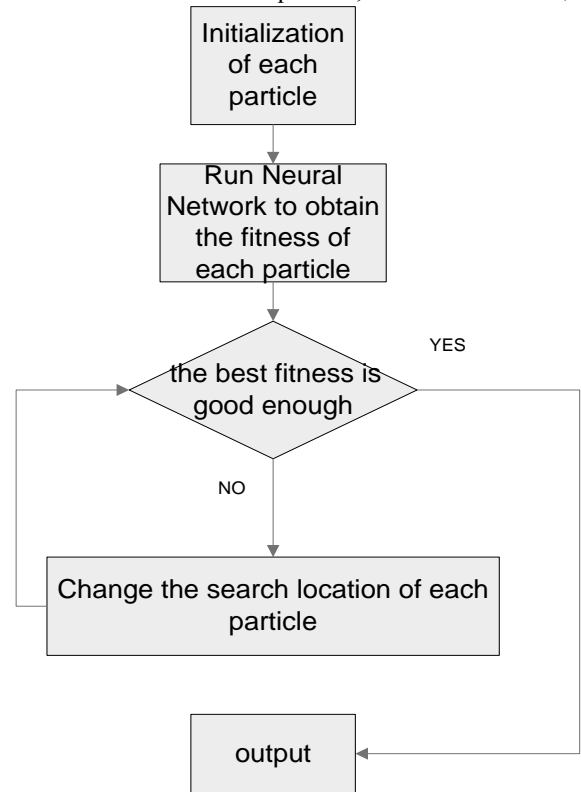 Initialization
of each
particle
Run Neural
Network to obtain
the fitness of
each particle
the best fitness is
good enough
YES
NO
Change the search location of each
particle
output